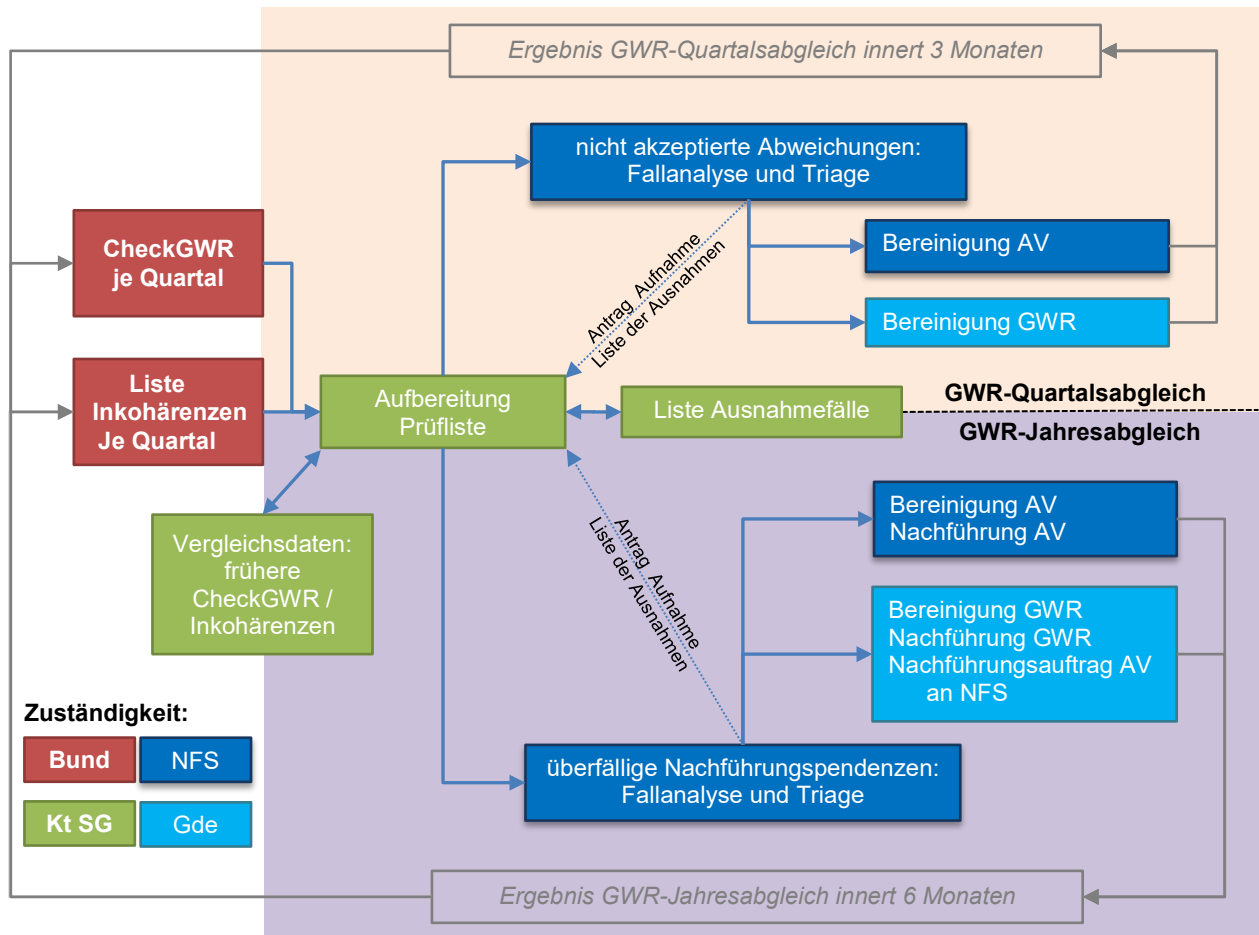 Ergebnis GWR-Quartalsabgleich innert 3 Monaten
nicht akzeptierte Abweichungen:
Fallanalyse und Triage
CheckGWR
je Quartal
Bereinigung AV
Antrag Aufnahme
Liste der Ausnahmen
Bereinigung GWR
Liste
Inkohärenzen
Je Quartal
Aufbereitung
Prüfliste
Liste Ausnahmefälle
GWR-Quartalsabgleich
GWR-Jahresabgleich
Vergleichsdaten:
frühere
CheckGWR /
Inkohärenzen
Antrag Aufnahme
Liste der Ausnahmen
Bereinigung AV
Nachführung AV
Bereinigung GWR
Nachführung GWR
Nachführungsauftrag AV
an NFS
Zuständigkeit:
Bund
NFS
Kt SG
Gde
überfällige Nachführungspendenzen:
Fallanalyse und Triage
Ergebnis GWR-Jahresabgleich innert 6 Monaten